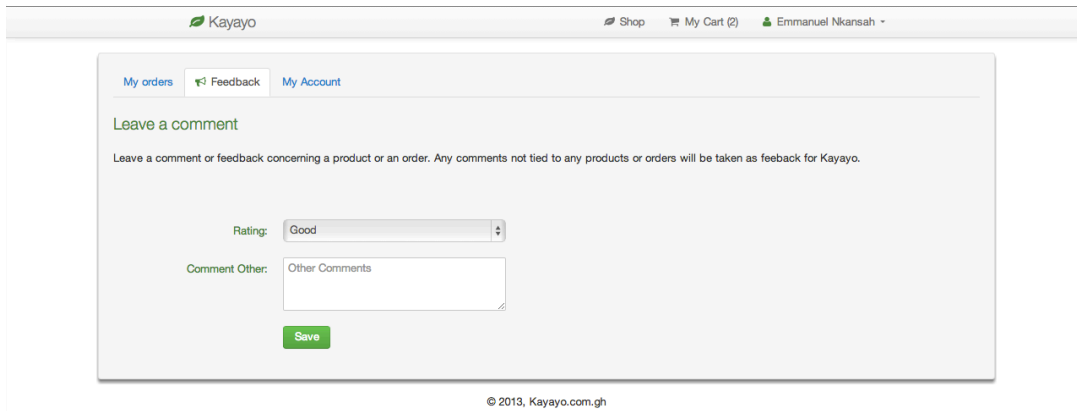 Kayayo Shop My Cart (2) Emmanuel Nkansah
My orders Feedback My Account
Leave a comment
Leave a comment or feedback concerning a product or an order. Any comments not tied to any products or orders will be taken as feeback for Kayayo.
Rating: Good
Comment Other: Other Comments
Save
© 2013, Kayayo.com.gh